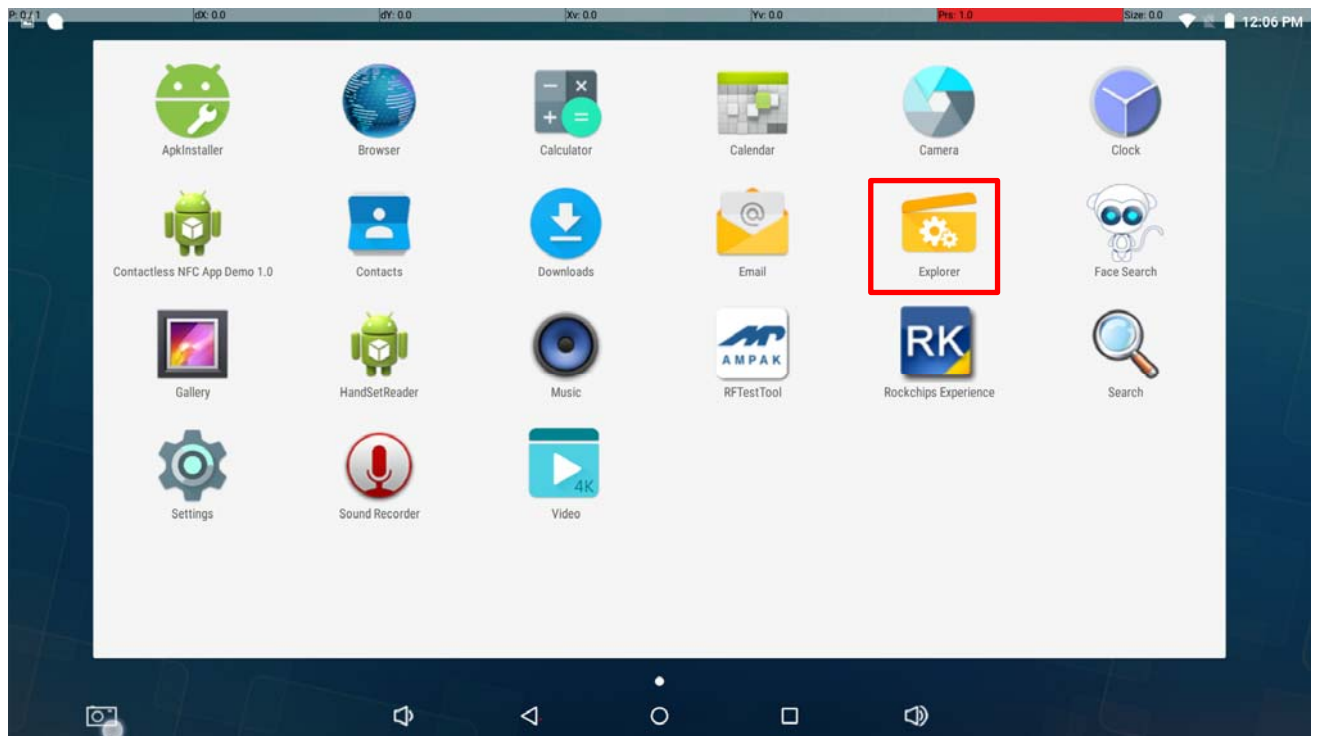 P: 0 / 1 dX: 0.0 dY: 0.0 Xv: 0.0 Yv: 0.0 Prs: 1.0 Size: 0.0
12:06 PM
ApkInstaller Browser Calculator Calendar Camera Clock
Contactless NFC App Demo 1.0 Contacts Downloads Email Explorer Face Search
AMPAK
RK
Gallery HandSetReader Music RFTestTool Rockchips Experience Search
4K
Settings Sound Recorder Video